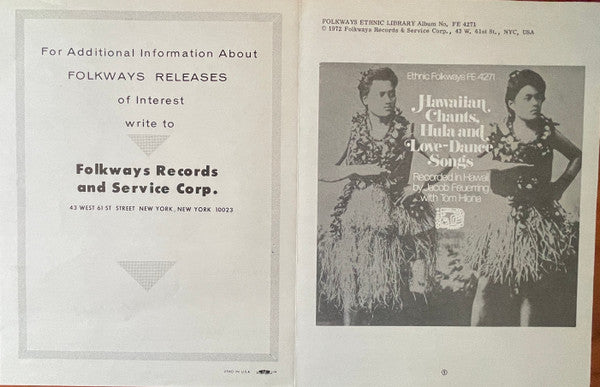 For Additional Information About
FOLKWAYS RELEASES
of Interest
write to
Folkways Records
and Service Corp.
43 WEST 61 ST STREET NEW YORK, NEW YORK 10023
FOLKWAYS ETHNIC LIBRARY Album No. FE 4271
© 1972 Folkways Records & Service Corp., 43 W. 61st St., NYC, USA
Ethnic Folkways FE 4271
Hawaiian
Chants,
Hula and
Love-Dance
Songs
Recorded in Hawaii
by Jacob Feuerring
with Tom Hiona